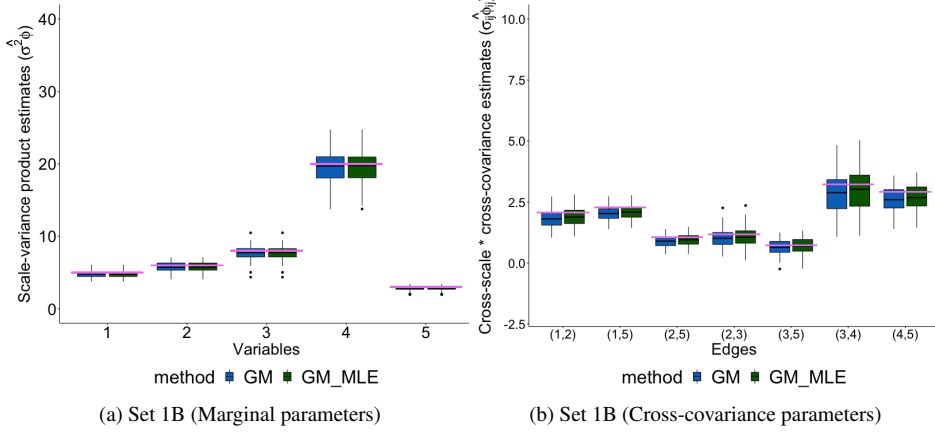 Scale-variance product estimates (σ̂²ϕ)
40
30
20
10
0
1 2 3 4 5
Variables
method GM GM_MLE
(a) Set 1B (Marginal parameters)
Cross-scale * cross-covariance estimates (σ̂ijϕij
10.0
7.5
5.0
2.5
0.0
-2.5
(1,2) (1,5) (2,5) (2,3) (3,5) (3,4) (4,5)
Edges
method GM GM_MLE
(b) Set 1B (Cross-covariance parameters)